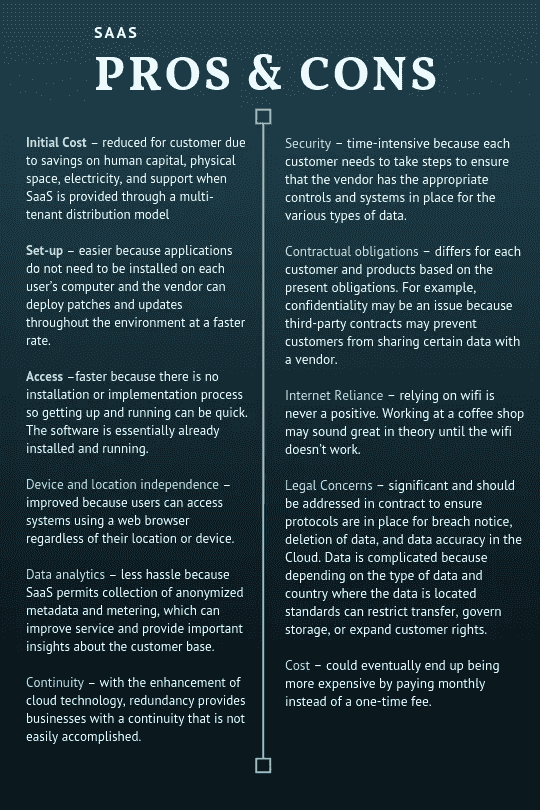 SAAS
PROS & CONS
Initial Cost – reduced for customer due
to savings on human capital, physical
space, electricity, and support when
SaaS is provided through a multi-
tenant distribution model
Set-up – easier because applications
do not need to be installed on each
user's computer and the vendor can
deploy patches and updates
throughout the environment at a faster
rate.
Access –faster because there is no
installation or implementation process
so getting up and running can be quick.
The software is essentially already
installed and running.
Device and location independence –
improved because users can access
systems using a web browser
regardless of their location or device.
Data analytics – less hassle because
SaaS permits collection of anonymized
metadata and metering, which can
improve service and provide important
insights about the customer base.
Continuity – with the enhancement of
cloud technology, redundancy provides
businesses with a continuity that is not
easily accomplished.
Security – time-intensive because each
customer needs to take steps to ensure
that the vendor has the appropriate
controls and systems in place for the
various types of data.
Contractual obligations – differs for each
customer and products based on the
present obligations. For example,
confidentiality may be an issue because
third-party contracts may prevent
customers from sharing certain data with
a vendor.
Internet Reliance – relying on wifi is
never a positive. Working at a coffee shop
may sound great in theory until the wifi
doesn't work.
Legal Concerns – significant and should
be addressed in contract to ensure
protocols are in place for breach notice,
deletion of data, and data accuracy in the
Cloud. Data is complicated because
depending on the type of data and
country where the data is located
standards can restrict transfer, govern
storage, or expand customer rights.
Cost – could eventually end up being
more expensive by paying monthly
instead of a one-time fee.